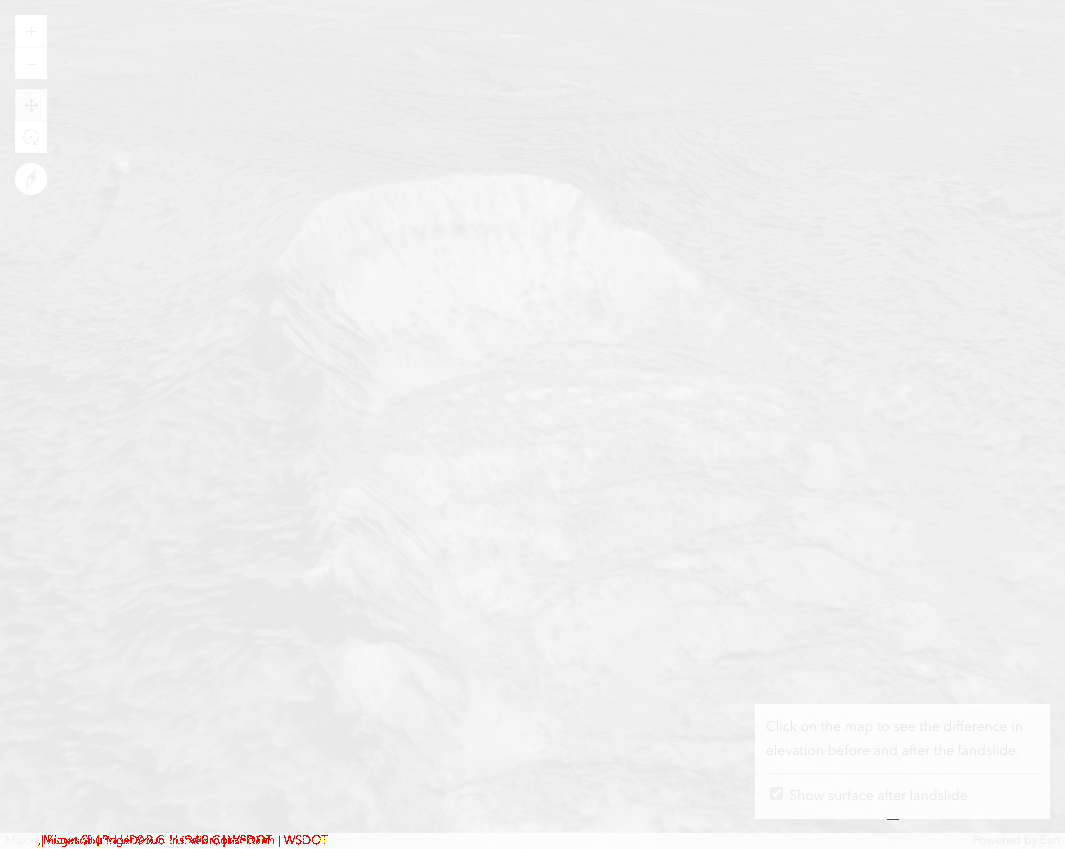 Click on the map to see the difference in
elevation before and after the landslide.
Show surface after landslide
| WSDOT
Powered by Esri